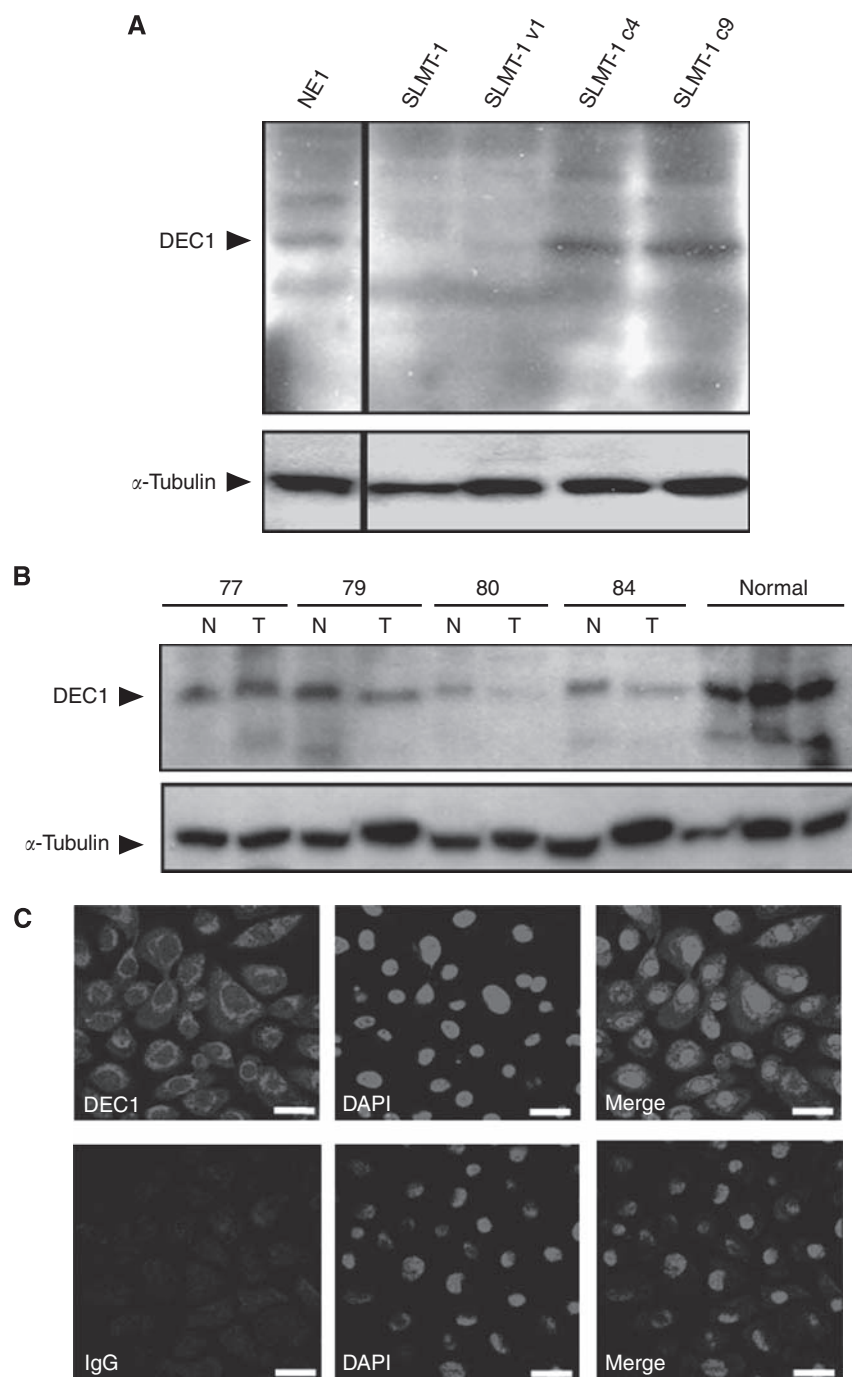 A
NE1
SLMT-1
SLMT-1 v1
SLMT-1 c4
SLMT-1 c9
DEC1
α-Tubulin
B
77 79 80 84 Normal
N T N T N T N T
DEC1
α-Tubulin
C
DEC1 DAPI Merge
IgG DAPI Merge